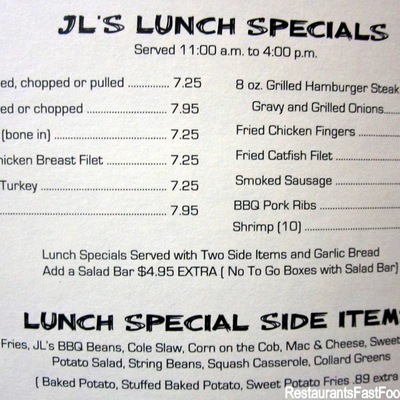 JL'S LUNCH SPECIALS
Served 11:00 a.m. to 4:00 p.m.
ed, chopped or pulled .............. 7.25
ed or chopped ........................ 7.95
(bone in) ................................ 7.25
hicken Breast Filet .................. 7.25
Turkey .................................... 7.25
................................................ 7.95
8 oz. Grilled Hamburger Steak
Gravy and Grilled Onions.....
Fried Chicken Fingers ..............
Fried Catfish Filet ....................
Smoked Sausage ....................
BBQ Pork Ribs ........................
Shrimp (10) ............................
Lunch Specials Served with Two Side Items and Garlic Bread
Add a Salad Bar $4.95 EXTRA ( No To Go Boxes with Salad Bar)
LUNCH SPECIAL SIDE ITEM
Fries, JL's BBQ Beans, Cole Slaw, Corn on the Cob, Mac & Cheese, Sweet
Potato Salad, String Beans, Squash Casserole, Collard Greens
( Baked Potato, Stuffed Baked Potato, Sweet Potato Fries .89 extra
RestaurantsFastFoo